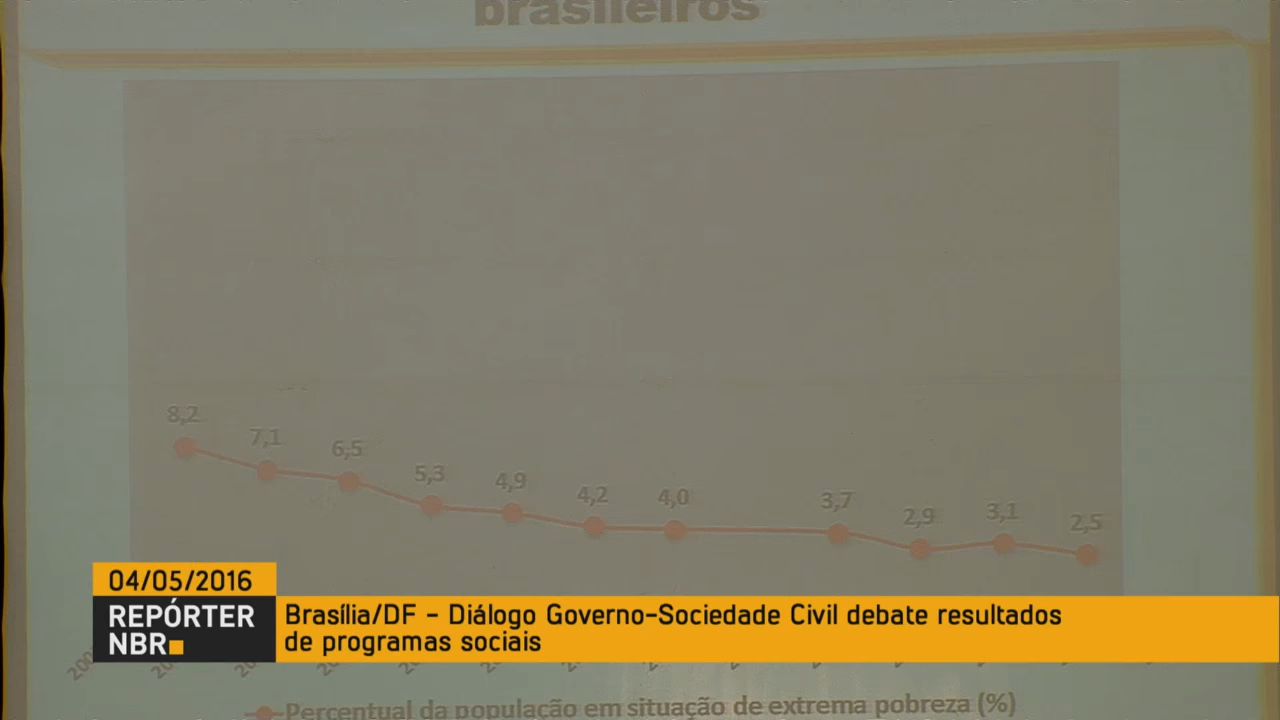 brasileiros
8,2
7,1
6,5
5,3
4,9
4,2
4,0
3,7
2,9
3,1
2,5
04/05/2016
REPÓRTER
NBR
Brasília/DF - Diálogo Governo-Sociedade Civil debate resultados
de programas sociais
Percentual da população em situação de extrema pobreza (%)